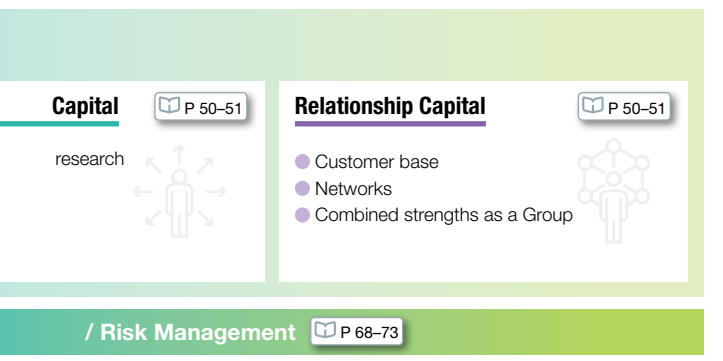 Capital P 50–51
research
Relationship Capital P 50–51
Customer base
Networks
Combined strengths as a Group
/ Risk Management P 68–73